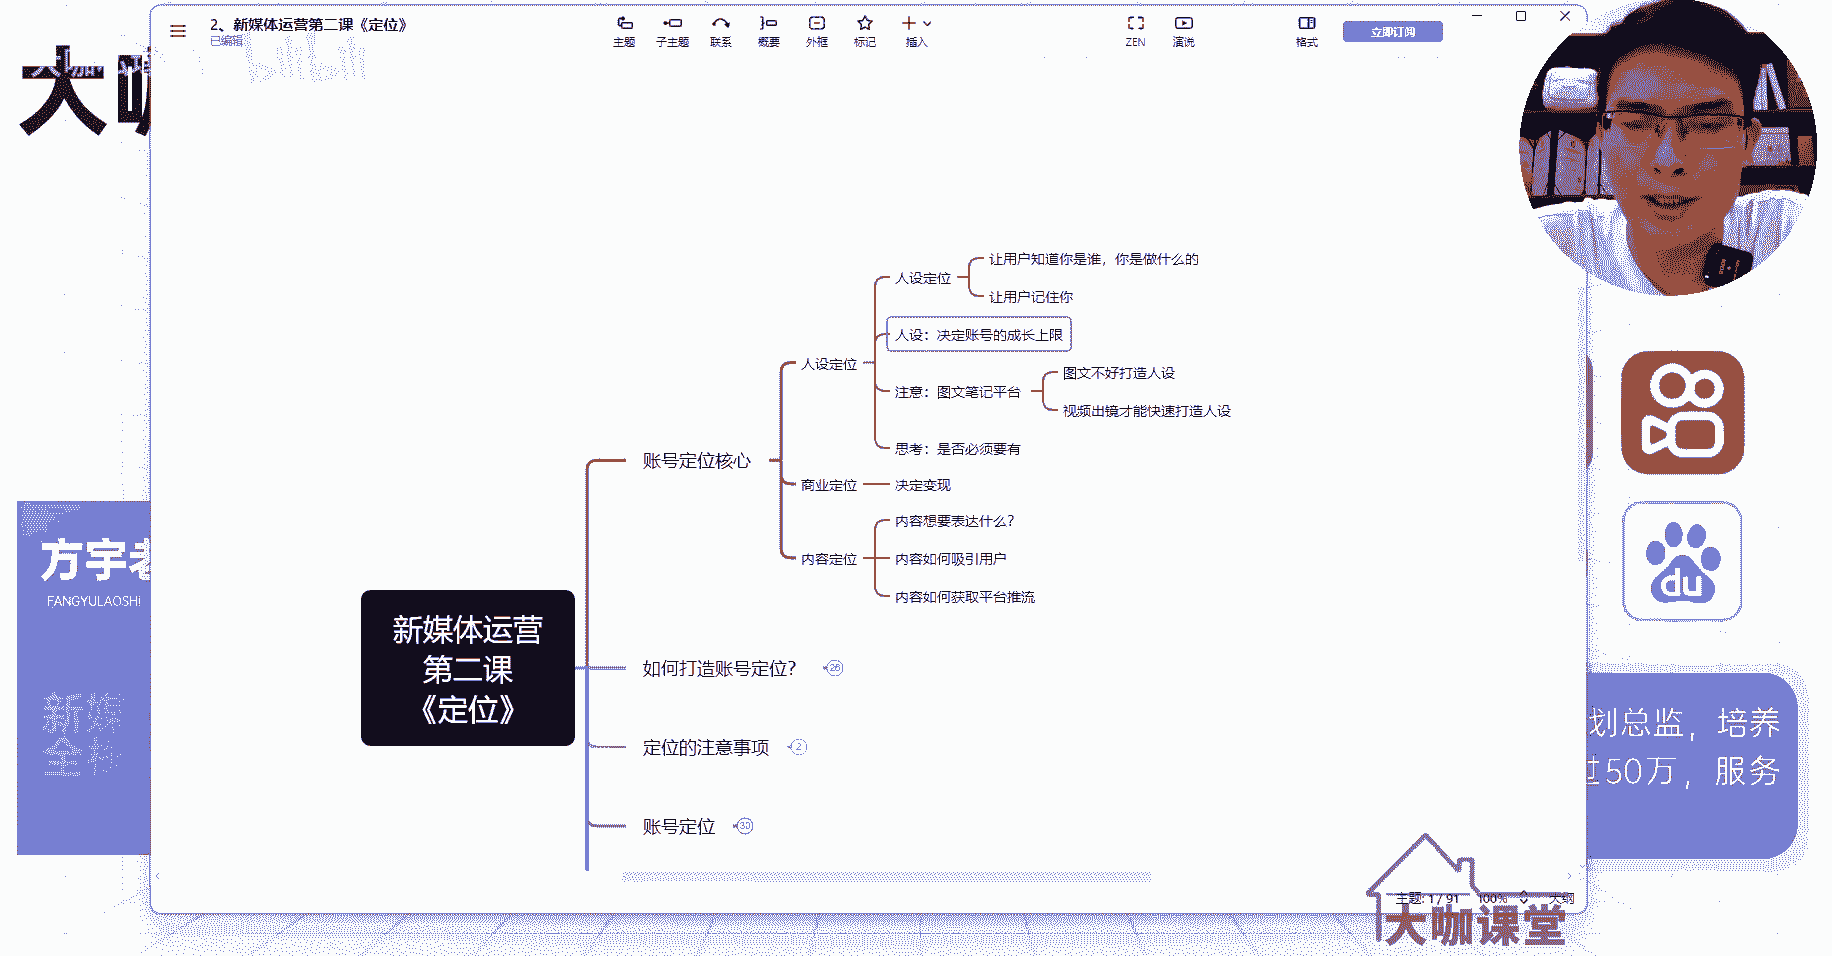 2、新媒体运营第二课《定位》
已编辑
主题
子主题
联系
概要
外框
标记
插入
ZEN
演说
格式
立即订阅
bilibili
大咖
人设定位
让用户知道你是谁，你是做什么的
让用户记住你
人设：决定账号的成长上限
人设定位
注意：图文笔记平台
图文不好打造人设
视频出镜才能快速打造人设
思考：是否必须要有
账号定位核心
商业定位
决定变现
内容想要表达什么？
内容定位
内容如何吸引用户
内容如何获取平台推流
新媒体运营
第二课
《定位》
如何打造账号定位？
26
定位的注意事项
2
账号定位
30
方宇老
FANGYULAOSHI
新媒
du
划总监，培养
过50万，服务
主题: 1 / 91
100%
大纲
大咖课堂